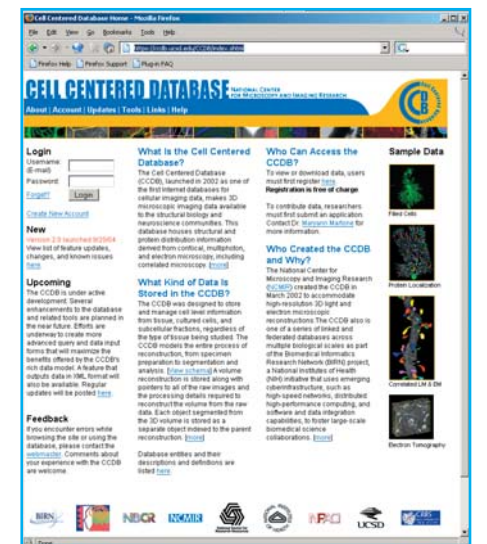 Cell Centered Database Home - Mozilla Firefox
File Edit View Go Bookmarks Tools Help
https://ccdb.ucsd.edu/CCDB/index.shtml
Firefox Help Firefox Support Plug-in FAQ
CELL CENTERED DATABASE
NATIONAL CENTER
FOR MICROSCOPY AND IMAGING RESEARCH
About | Account | Updates | Tools | Links | Help
Login
Username:
(E-mail)
Password:
Forgot? Login
Create New Account
New
Version 2.9 launched
View list of feature updates,
changes, and known issues
here.
Upcoming
The CCDB is under active
development. Several
enhancements to the database
and related tools are planned in
the near future. Efforts are
underway to create more
advanced query and data input
forms that will maximize the
benefits offered by the CCDB's
rich data model. A feature that
outputs data in XML format will
also be available. Regular
updates will be posted here.
Feedback
If you encounter errors while
browsing the site or using the
database, please contact the
webmaster. Comments about
your experience with the CCDB
are welcome.
What Is the Cell Centered
Database?
The Cell Centered Database
(CCDB), launched in 2002 as one of
the first Internet databases for
cellular imaging data, makes 3D
microscopic imaging data available
to the structural biology and
neuroscience communities. This
database houses structural and
protein distribution information
derived from confocal, multiphoton,
and electron microscopy, including
correlated microscopy. [more]
What Kind of Data Is
Stored in the CCDB?
The CCDB was designed to store
and manage cell level information
from tissue, cultured cells, and
subcellular fractions, regardless of
the type of tissue being studied. The
CCDB models the entire process of
reconstruction, from specimen
preparation to segmentation and
analysis. [view schema] A volume
reconstruction is stored along with
pointers to all of the raw images and
the processing details required to
reconstruct the volume from the raw
data. Each object segmented from
the 3D volume is stored as a
separate object indexed to the parent
reconstruction. [more]
Database entities and their
descriptions and definitions are
listed here.
Who Can Access the
CCDB?
To view or download data, users
must first register here.
Registration is free of charge
To contribute data, researchers
must first submit an application.
Contact Dr. Maryann Martone for
more information.
Who Created the CCDB
and Why?
The National Center for
Microscopy and Imaging Research
(NCMIR) created the CCDB in
March 2002 to accommodate
high-resolution 3D light and
electron microscopic
reconstructions. The CCDB also is
one of a series of linked and
federated databases across
multiple biological scales as part
of the Biomedical Informatics
Research Network (BIRN) project,
a National Institutes of Health
(NIH) initiative that uses emerging
cyberinfrastructure, such as
high-speed networks, distributed
high-performance computing, and
software and data integration
capabilities, to foster large-scale
biomedical science
collaborations. [more]
Sample Data
Filled Cells
Protein Localization
Correlated LM & EM
Electron Tomography
BIRN NBCR NCMIR NPACI UCSD CRBS
Done